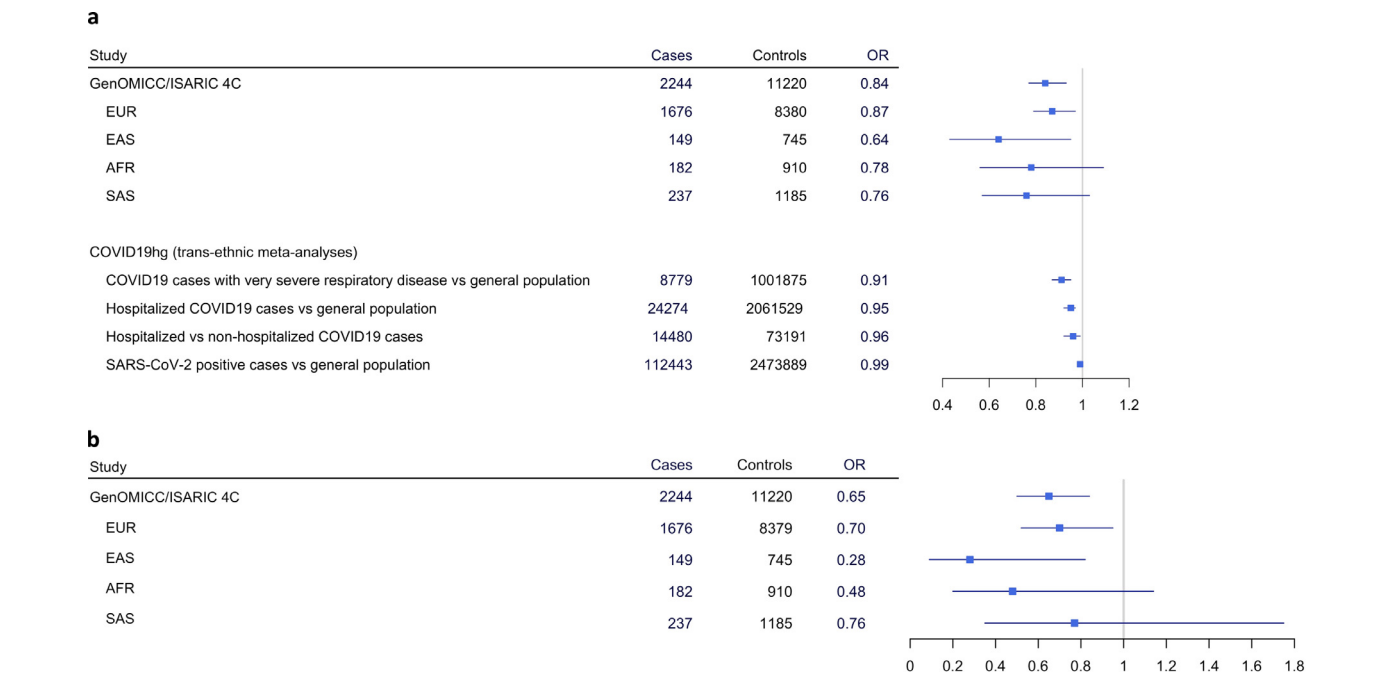 a
Study Cases Controls OR
GenOMICC/ISARIC 4C 2244 11220 0.84
EUR 1676 8380 0.87
EAS 149 745 0.64
AFR 182 910 0.78
SAS 237 1185 0.76
COVID19hg (trans-ethnic meta-analyses)
COVID19 cases with very severe respiratory disease vs general population 8779 1001875 0.91
Hospitalized COVID19 cases vs general population 24274 2061529 0.95
Hospitalized vs non-hospitalized COVID19 cases 14480 73191 0.96
SARS-CoV-2 positive cases vs general population 112443 2473889 0.99
0.4 0.6 0.8 1 1.2
b
Study Cases Controls OR
GenOMICC/ISARIC 4C 2244 11220 0.65
EUR 1676 8379 0.70
EAS 149 745 0.28
AFR 182 910 0.48
SAS 237 1185 0.76
0 0.2 0.4 0.6 0.8 1 1.2 1.4 1.6 1.8